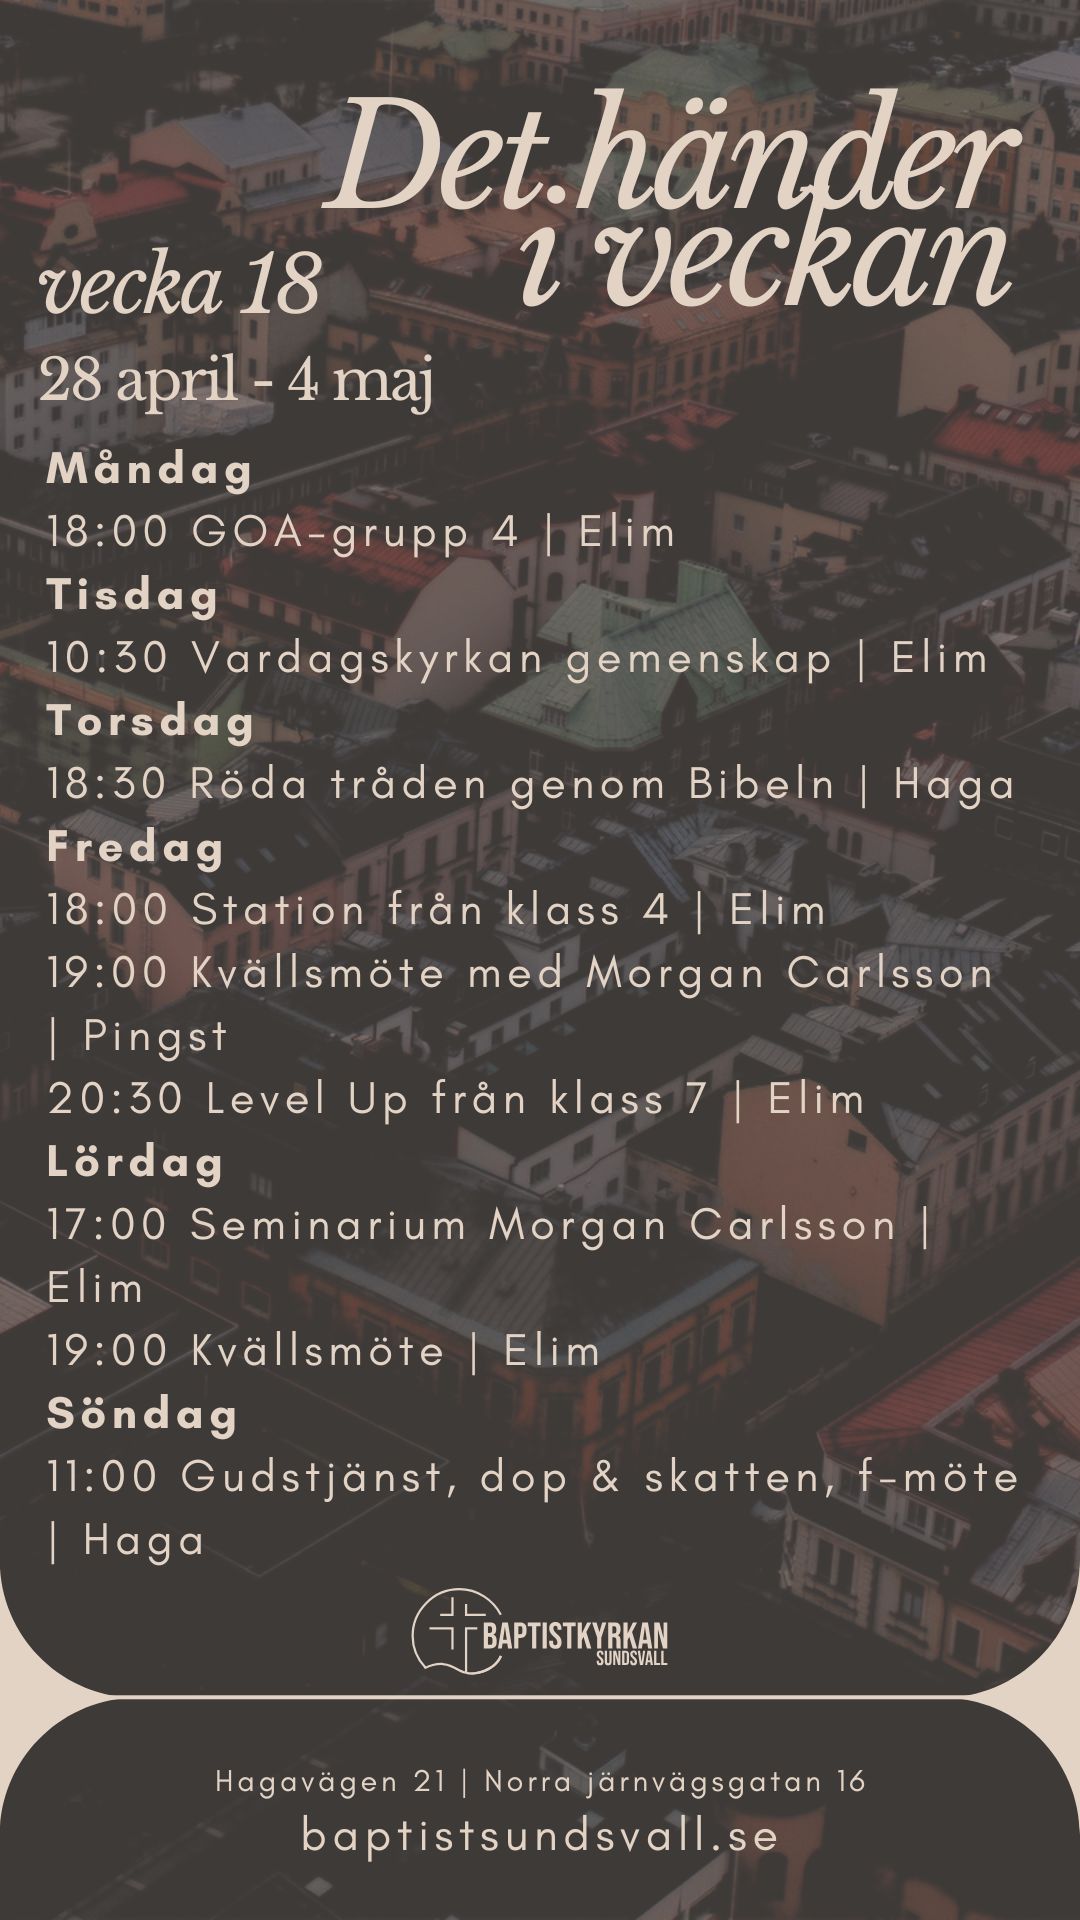 Det händer
i veckan
vecka 18
28 april - 4 maj
Måndag
18:00 GOA-grupp 4 | Elim
Tisdag
10:30 Vardagskyrkan gemenskap | Elim
Torsdag
18:30 Röda tråden genom Bibeln | Haga
Fredag
18:00 Station från klass 4 | Elim
19:00 Kvällsmöte med Morgan Carlsson
| Pingst
20:30 Level Up från klass 7 | Elim
Lördag
17:00 Seminarium Morgan Carlsson |
Elim
19:00 Kvällsmöte | Elim
Söndag
11:00 Gudstjänst, dop & skatten, f-möte
| Haga
BAPTISTKYRKAN
SUNDSVALL
Hagavägen 21 | Norra järnvägsgatan 16
baptistsundsvall.se